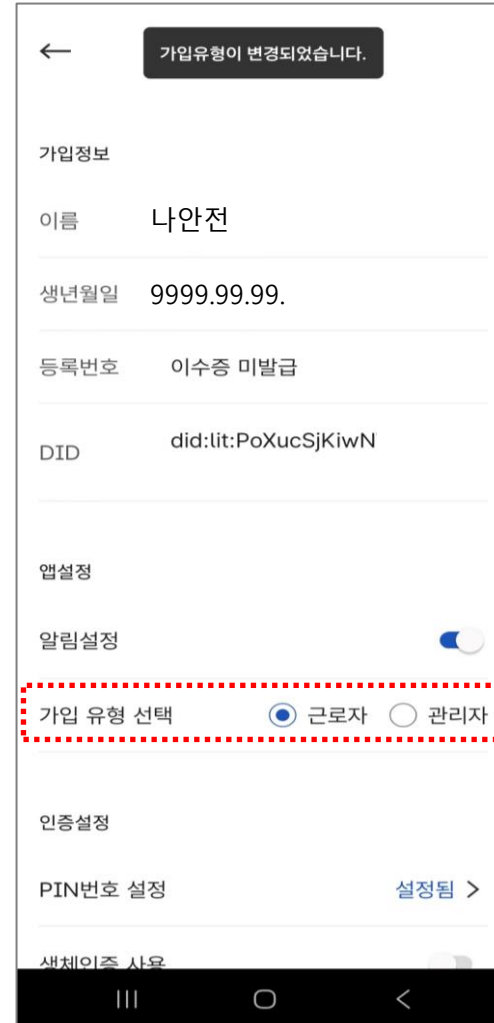 가입유형이 변경되었습니다.
가입정보
이름 나안전
생년월일 9999.99.99.
등록번호 이수증 미발급
DID did:lit:PoXucSjKiwN
앱설정
알림설정
가입 유형 선택 근로자 관리자
인증설정
PIN번호 설정 설정됨 >
생체인증 사용